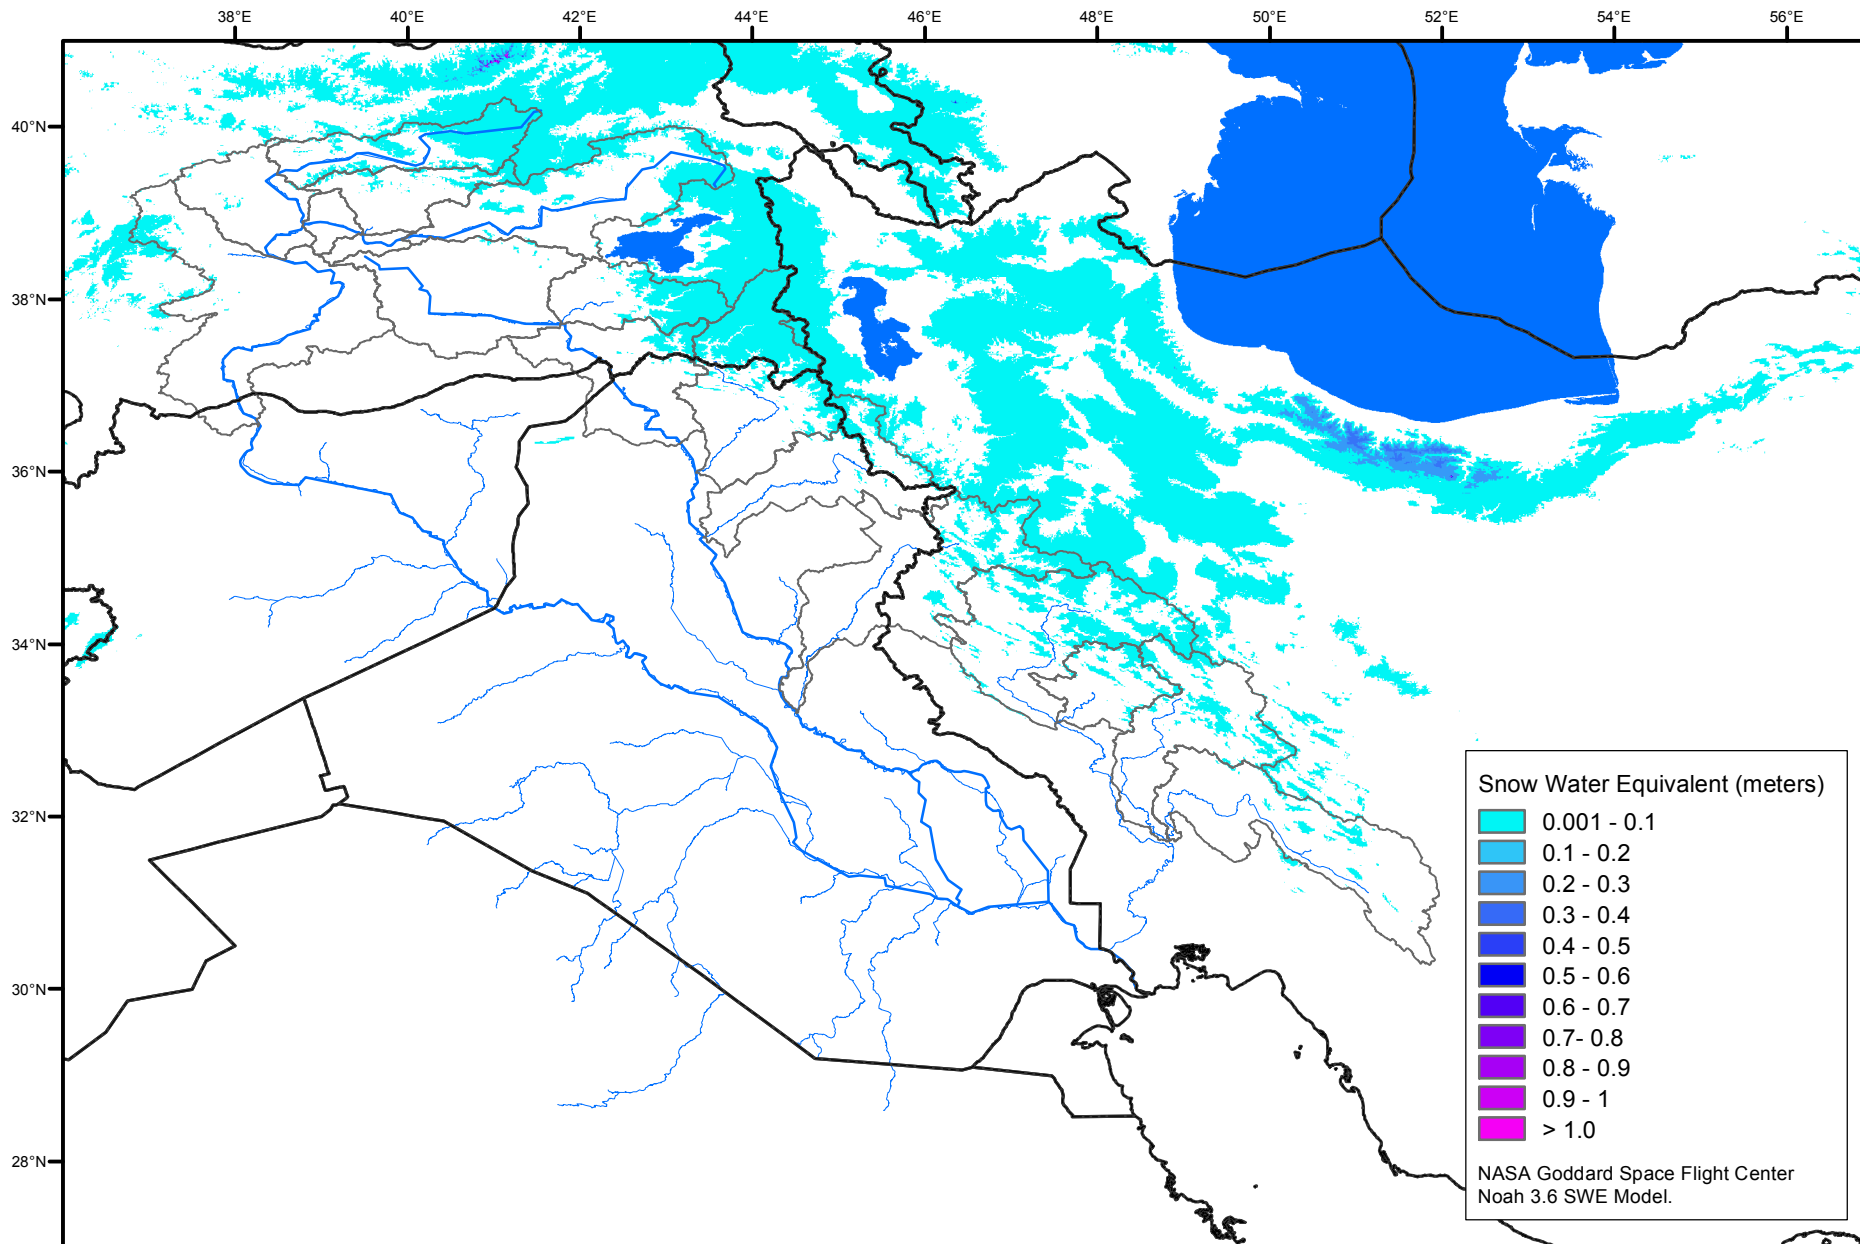 38°E 40°E 42°E 44°E 46°E 48°E 50°E 52°E 54°E 56°E
40°N
38°N
36°N
34°N
32°N
30°N
28°N
Snow Water Equivalent (meters)
0.001 - 0.1
0.1 - 0.2
0.2 - 0.3
0.3 - 0.4
0.4 - 0.5
0.5 - 0.6
0.6 - 0.7
0.7- 0.8
0.8 - 0.9
0.9 - 1
> 1.0
NASA Goddard Space Flight Center
Noah 3.6 SWE Model.